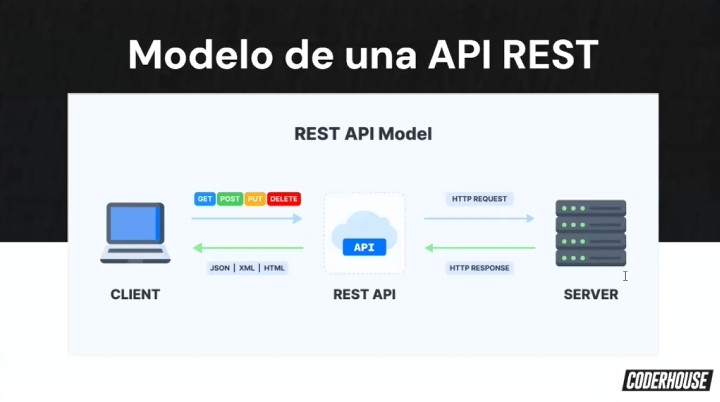 Modelo de una API REST
REST API Model
GET POST PUT DELETE
HTTP REQUEST
API
JSON | XML | HTML
HTTP RESPONSE
CLIENT
REST API
SERVER
CODERHOUSE